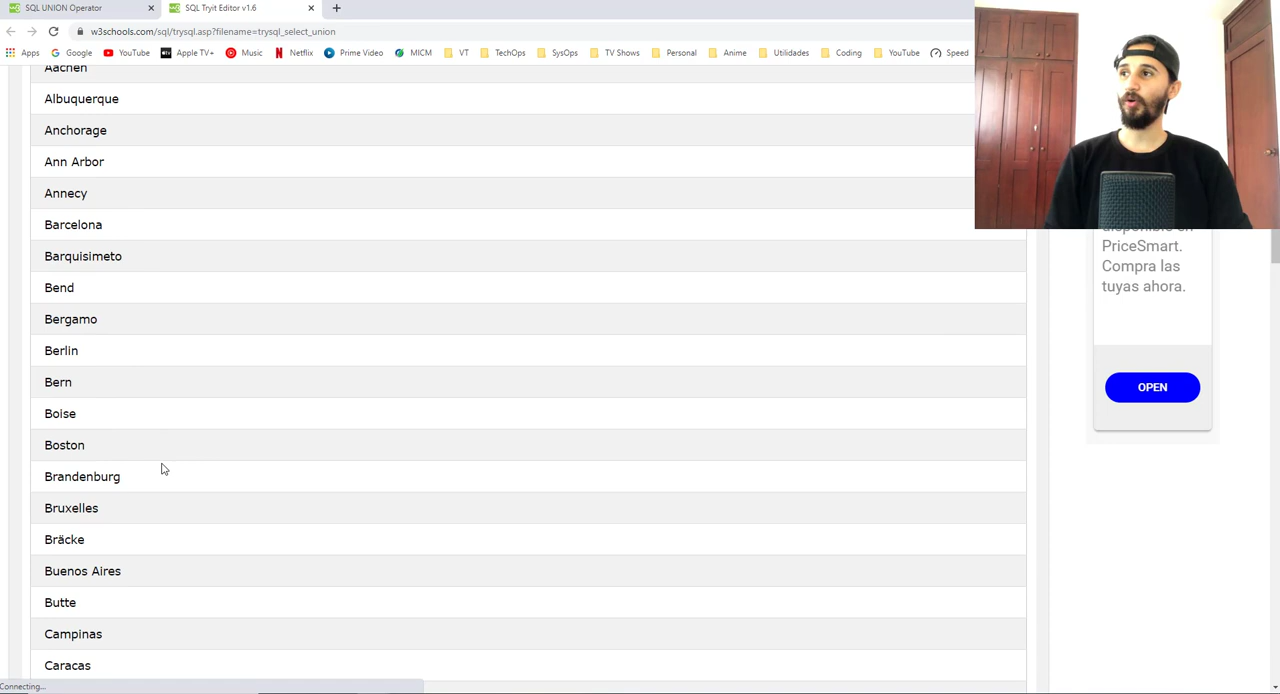 SQL UNION Operator
SQL Tryit Editor v1.6
w3schools.com/sql/trysql.asp?filename=trysql_select_union
Apps Google YouTube Apple TV+ Music Netflix Prime Video MICM VT TechOps SysOps TV Shows Personal Anime Utilidades Coding YouTube Speed
Aachen
Albuquerque
Anchorage
Ann Arbor
Annecy
Barcelona
Barquisimeto
Bend
Bergamo
Berlin
Bern
Boise
Boston
Brandenburg
Bruxelles
Bräcke
Buenos Aires
Butte
Campinas
Caracas
disponible en
PriceSmart.
Compra las
tuyas ahora.
OPEN
Connecting...